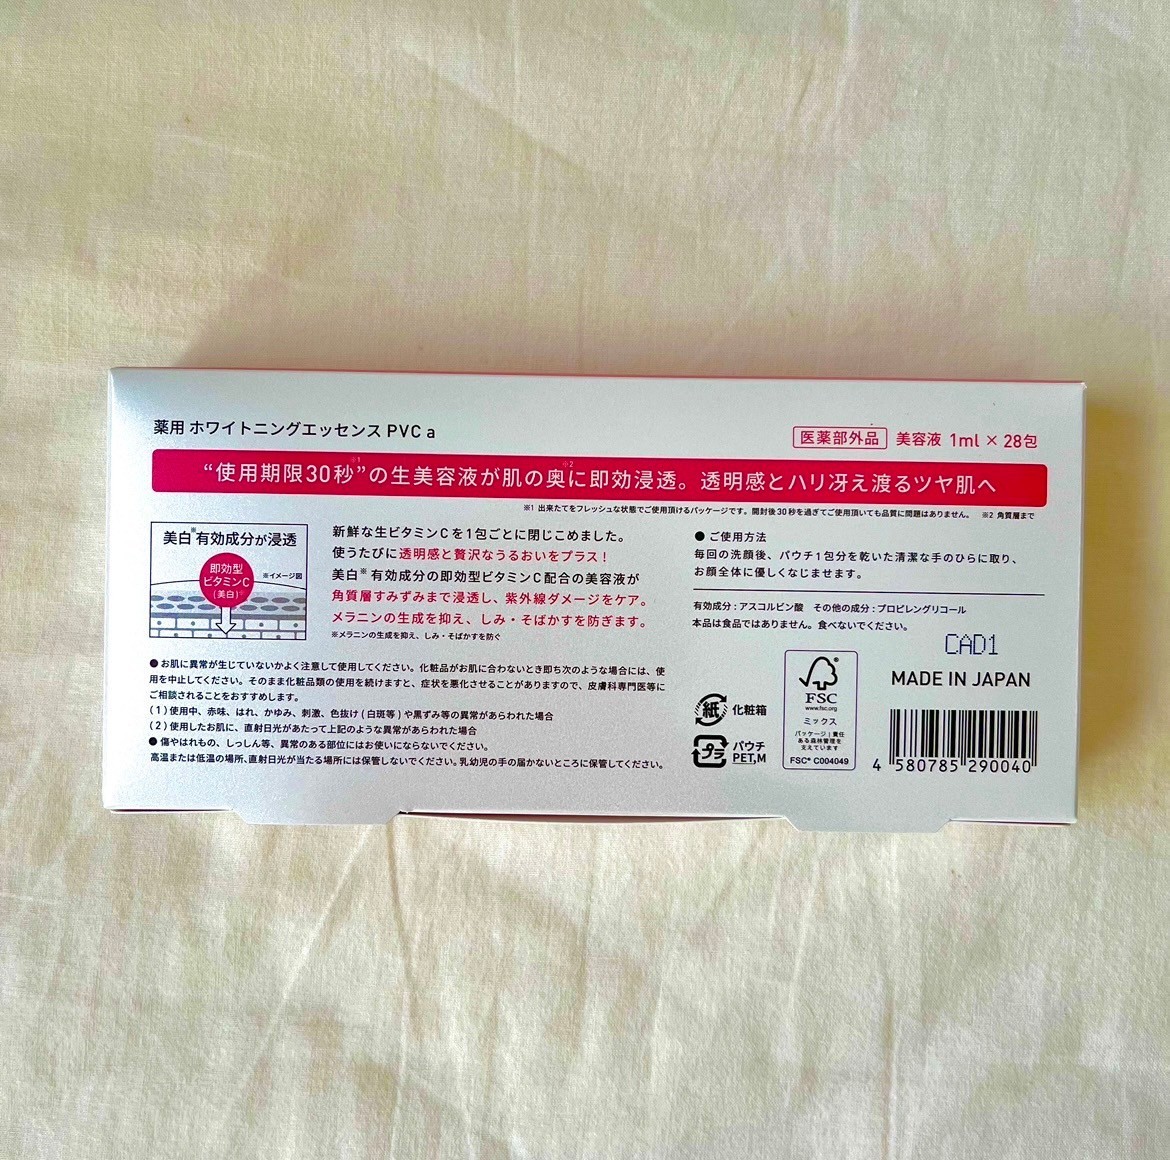 薬用 ホワイトニングエッセンス PVC a
医薬部外品 美容液 1ml × 28包
“使用期限30秒※1”の生美容液が肌の奥※2に即効浸透。透明感とハリ冴え渡るツヤ肌へ
※1 出来たてをフレッシュな状態でご使用頂けるパッケージです。開封後30秒を過ぎてご使用頂いても品質に問題はありません。 ※2 角質層まで
美白※有効成分が浸透
即効型
ビタミンC
(美白)※
※イメージ図
新鮮な生ビタミンCを1包ごとに閉じこめました。
使うたびに透明感と贅沢なうるおいをプラス！
美白※有効成分の即効型ビタミンC配合の美容液が
角質層すみずみまで浸透し、紫外線ダメージをケア。
メラニンの生成を抑え、しみ・そばかすを防ぎます。
※メラニンの生成を抑え、しみ・そばかすを防ぐ
● お肌に異常が生じていないかよく注意して使用してください。化粧品がお肌に合わないとき即ち次のような場合には、使
用を中止してください。そのまま化粧品類の使用を続けますと、症状を悪化させることがありますので、皮膚科専門医等に
ご相談されることをおすすめします。
(1)使用中、赤味、はれ、かゆみ、刺激、色抜け(白斑等)や黒ずみ等の異常があらわれた場合
(2)使用したお肌に、直射日光があたって上記のような異常があらわれた場合
● 傷やはれもの、しっしん等、異常のある部位にはお使いにならないでください。
高温または低温の場所、直射日光が当たる場所には保管しないでください。乳幼児の手の届かないところに保管してください。
● ご使用方法
毎回の洗顔後、パウチ1包分を乾いた清潔な手のひらに取り、
お顔全体に優しくなじませます。
有効成分：アスコルビン酸 その他の成分：プロピレングリコール
本品は食品ではありません。食べないでください。
CAD1
MADE IN JAPAN
紙 化粧箱
プラ パウチ
PET,M
FSC
www.fsc.org
ミックス
パッケージ｜責任
ある森林管理を
支えています
FSC® C004049
4 580785 290040